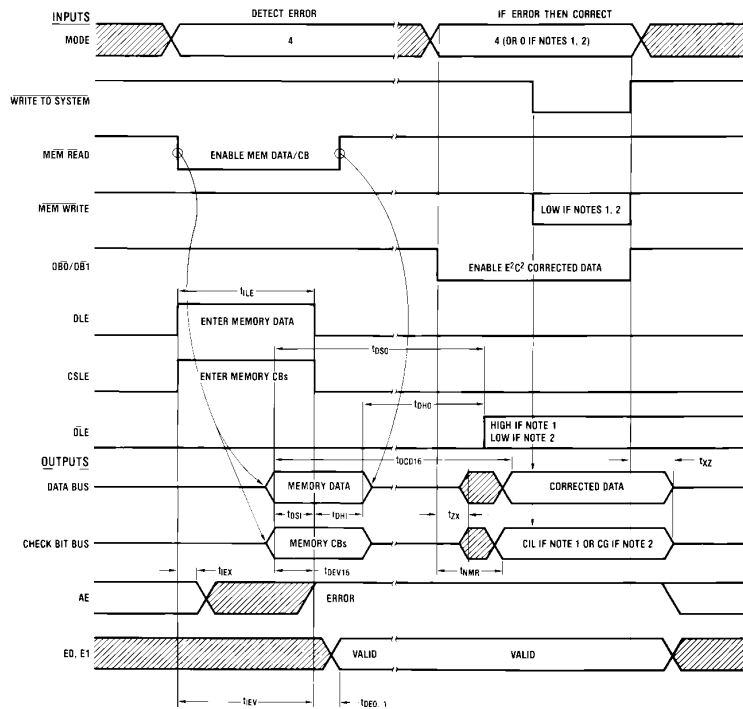 INPUTS
DETECT ERROR
IF ERROR THEN CORRECT
MODE
4
4 (OR 0 IF NOTES 1, 2)
WRITE TO SYSTEM
MEM READ
ENABLE MEM DATA/CB
MEM WRITE
LOW IF NOTES 1, 2
OB0/OB1
ENABLE E²C² CORRECTED DATA
tILE
DLE
ENTER MEMORY DATA
tDSO
CSLE
ENTER MEMORY CBs
tDHO
OLE
HIGH IF NOTE 1
LOW IF NOTE 2
OUTPUTS
tDCD16
tXZ
DATA BUS
MEMORY DATA
CORRECTED DATA
tDSI
tDHI
tZX
CHECK BIT BUS
MEMORY CBs
CIL IF NOTE 1 OR CG IF NOTE 2
tIEX
tDEV16
tNMR
AE
ERROR
E0, E1
VALID
VALID
tIEV
tDE0, 1